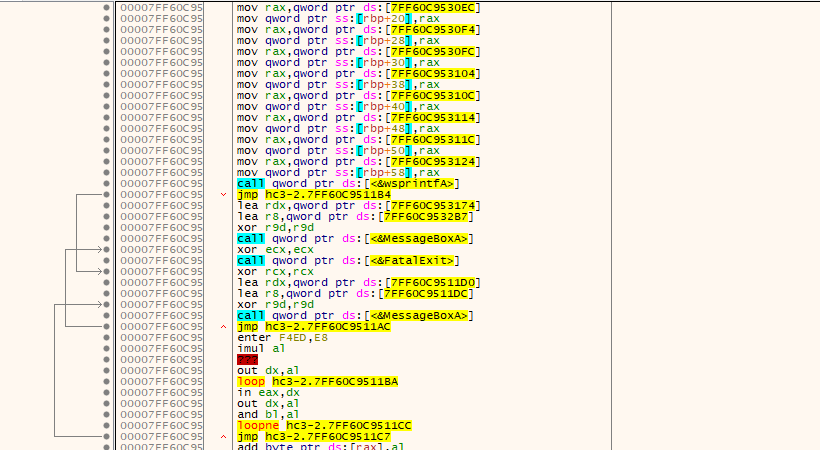 00007FF60C95 mov rax,qword ptr ds:[7FF60C9530EC]
00007FF60C95 mov qword ptr ss:[rbp+20],rax
00007FF60C95 mov rax,qword ptr ds:[7FF60C9530F4]
00007FF60C95 mov qword ptr ss:[rbp+28],rax
00007FF60C95 mov rax,qword ptr ds:[7FF60C9530FC]
00007FF60C95 mov qword ptr ss:[rbp+30],rax
00007FF60C95 mov rax,qword ptr ds:[7FF60C953104]
00007FF60C95 mov qword ptr ss:[rbp+38],rax
00007FF60C95 mov rax,qword ptr ds:[7FF60C95310C]
00007FF60C95 mov qword ptr ss:[rbp+40],rax
00007FF60C95 mov rax,qword ptr ds:[7FF60C953114]
00007FF60C95 mov qword ptr ss:[rbp+48],rax
00007FF60C95 mov rax,qword ptr ds:[7FF60C95311C]
00007FF60C95 mov qword ptr ss:[rbp+50],rax
00007FF60C95 mov rax,qword ptr ds:[7FF60C953124]
00007FF60C95 mov qword ptr ss:[rbp+58],rax
00007FF60C95 call qword ptr ds:[<&wsprintfA>]
00007FF60C95 jmp hc3-2.7FF60C9511B4
00007FF60C95 lea rdx,qword ptr ds:[7FF60C953174]
00007FF60C95 lea r8,qword ptr ds:[7FF60C9532B7]
00007FF60C95 xor r9d,r9d
00007FF60C95 call qword ptr ds:[<&MessageBoxA>]
00007FF60C95 xor ecx,ecx
00007FF60C95 call qword ptr ds:[<&FatalExit>]
00007FF60C95 xor rcx,rcx
00007FF60C95 lea rdx,qword ptr ds:[7FF60C9511D0]
00007FF60C95 lea r8,qword ptr ds:[7FF60C9511DC]
00007FF60C95 xor r9d,r9d
00007FF60C95 call qword ptr ds:[<&MessageBoxA>]
00007FF60C95 jmp hc3-2.7FF60C9511AC
00007FF60C95 enter F4ED,E8
00007FF60C95 imul al
00007FF60C95 ???
00007FF60C95 out dx,al
00007FF60C95 loop hc3-2.7FF60C9511BA
00007FF60C95 in eax,dx
00007FF60C95 out dx,al
00007FF60C95 and bl,al
00007FF60C95 loopne hc3-2.7FF60C9511CC
00007FF60C95 jmp hc3-2.7FF60C9511C7
00007FF60C95 add byte ptr ds:[rax],al